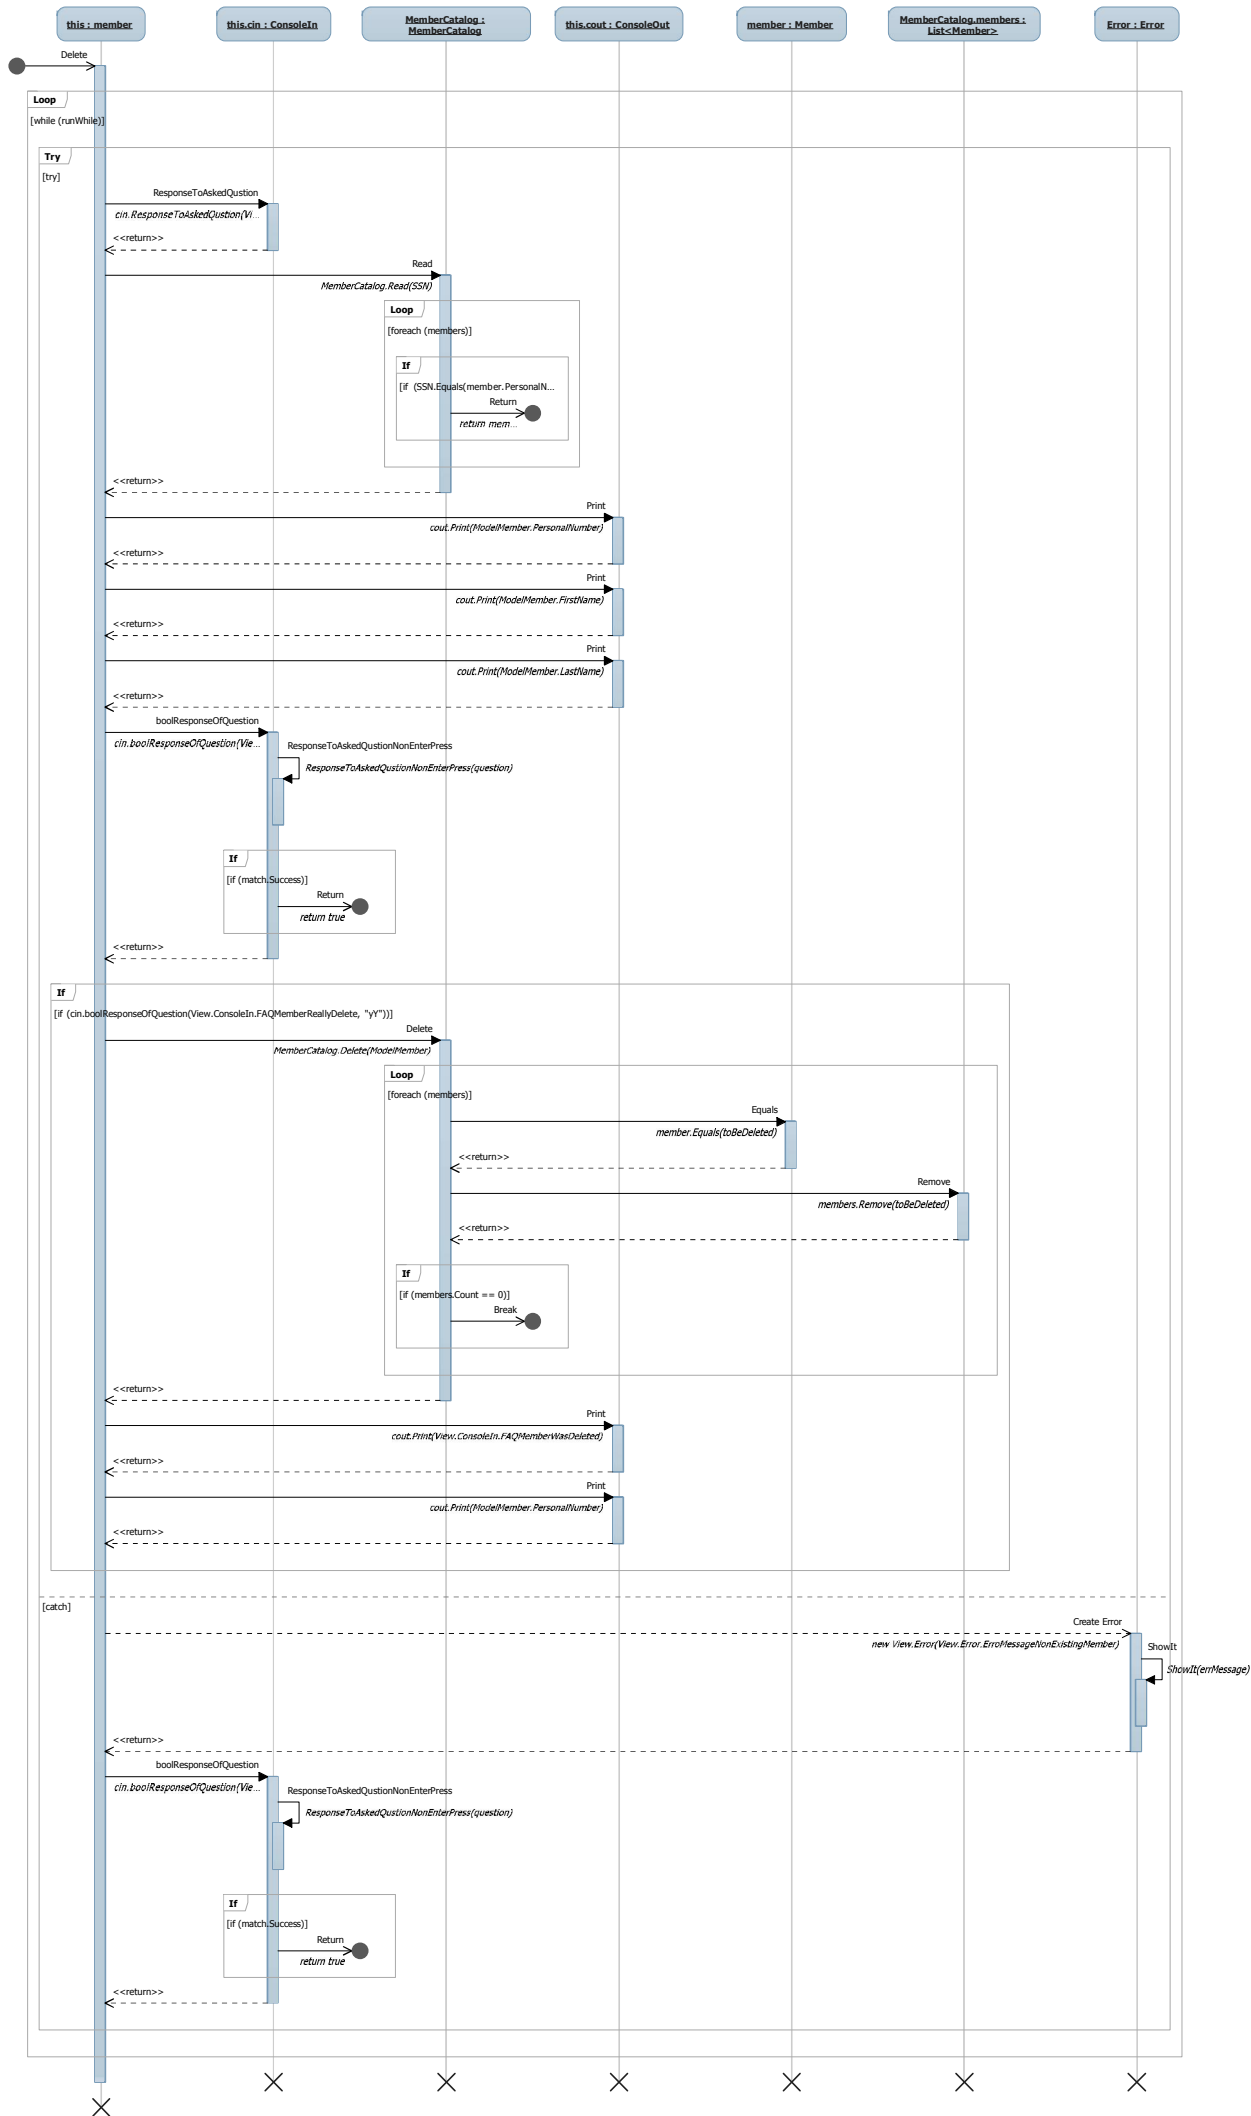 this : member
this.cin : ConsoleIn
MemberCatalog :
MemberCatalog
this.cout : ConsoleOut
member : Member
MemberCatalog.members :
List<Member>
Error : Error
Delete
Loop
[while (runWhile)]
Try
[try]
ResponseToAskedQustion
cin.ResponseToAskedQustion(Vi...
<<return>>
Read
MemberCatalog.Read(SSN)
Loop
[foreach (members)]
If
[if (SSN.Equals(member.PersonalN...
Return
return mem...
<<return>>
Print
cout.Print(ModelMember.PersonalNumber)
<<return>>
Print
cout.Print(ModelMember.FirstName)
<<return>>
Print
cout.Print(ModelMember.LastName)
<<return>>
boolResponseOfQuestion
cin.boolResponseOfQuestion(Vie...
ResponseToAskedQustionNonEnterPress
ResponseToAskedQustionNonEnterPress(question)
If
[if (match.Success)]
Return
return true
<<return>>
If
[if (cin.boolResponseOfQuestion(View.ConsoleIn.FAQMemberReallyDelete, "yY"))]
Delete
MemberCatalog.Delete(ModelMember)
Loop
[foreach (members)]
Equals
member.Equals(toBeDeleted)
<<return>>
Remove
members.Remove(toBeDeleted)
<<return>>
If
[if (members.Count == 0)]
Break
<<return>>
Print
cout.Print(View.ConsoleIn.FAQMemberWasDeleted)
<<return>>
Print
cout.Print(ModelMember.PersonalNumber)
<<return>>
[catch]
Create Error
new View.Error(View.Error.ErroMessageNonExistingMember)
ShowIt
ShowIt(errMessage)
<<return>>
boolResponseOfQuestion
cin.boolResponseOfQuestion(Vie...
ResponseToAskedQustionNonEnterPress
ResponseToAskedQustionNonEnterPress(question)
If
[if (match.Success)]
Return
return true
<<return>>